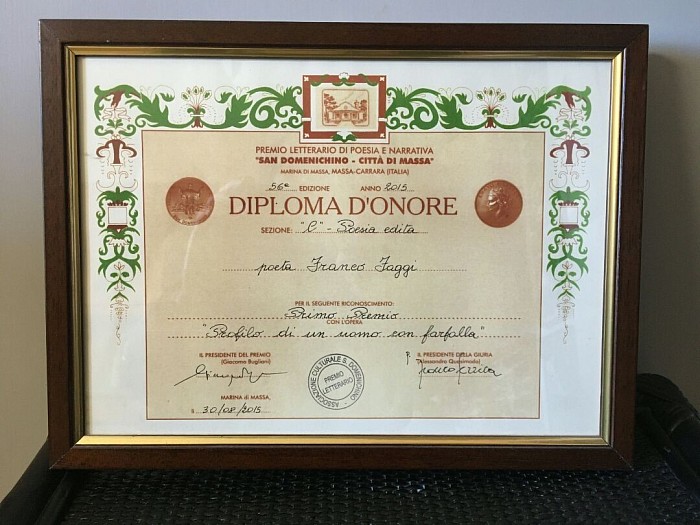 PREMIO LETTERARIO DI POESIA E NARRATIVA
"SAN DOMENICHINO - CITTÀ DI MASSA"
MARINA DI MASSA, MASSA-CARRARA (ITALIA)
56ª EDIZIONE ANNO 2015
DIPLOMA D'ONORE
SEZIONE: "C" - Poesia edita
poeta Franco Faggi
PER IL SEGUENTE RICONOSCIMENTO:
Primo Premio
CON L'OPERA
"Profilo di un uomo con farfalla"
IL PRESIDENTE DEL PREMIO
(Giacomo Bugliani)
P. IL PRESIDENTE DELLA GIURIA
(Alessandro Quasimodo)
ASSOCIAZIONE CULTURALE S. DOMENICHINO
PREMIO
LETTERARIO
MARINA DI MASSA,
li 30/08/2015